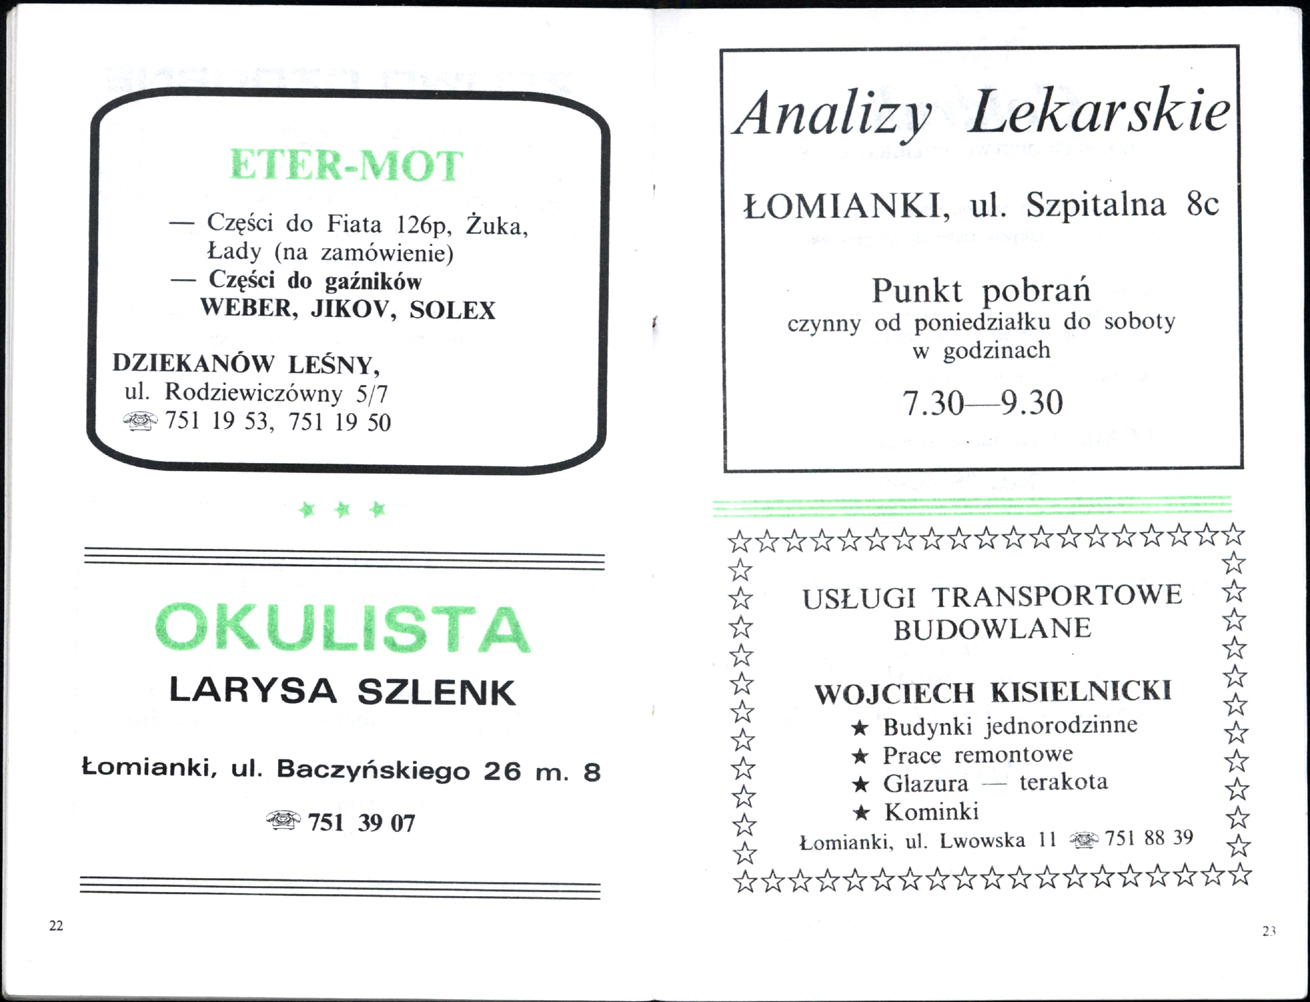 ETER-MOT
— Części do Fiata 126p, Żuka,
Łady (na zamówienie)
— Części do gaźników
WEBER, JIKOV, SOLEX
DZIEKANÓW LEŚNY,
ul. Rodziewiczówny 5/7
☏ 751 19 53, 751 19 50
OKULISTA
LARYSA SZLENK
Łomianki, ul. Baczyńskiego 26 m. 8
☏ 751 39 07
22
Analizy Lekarskie
ŁOMIANKI, ul. Szpitalna 8c
Punkt pobrań
czynny od poniedziałku do soboty
w godzinach
7.30—9.30
USŁUGI TRANSPORTOWE
BUDOWLANE
WOJCIECH KISIELNICKI
★ Budynki jednorodzinne
★ Prace remontowe
★ Glazura — terakota
★ Kominki
Łomianki, ul. Lwowska 11 ☏ 751 88 39
23